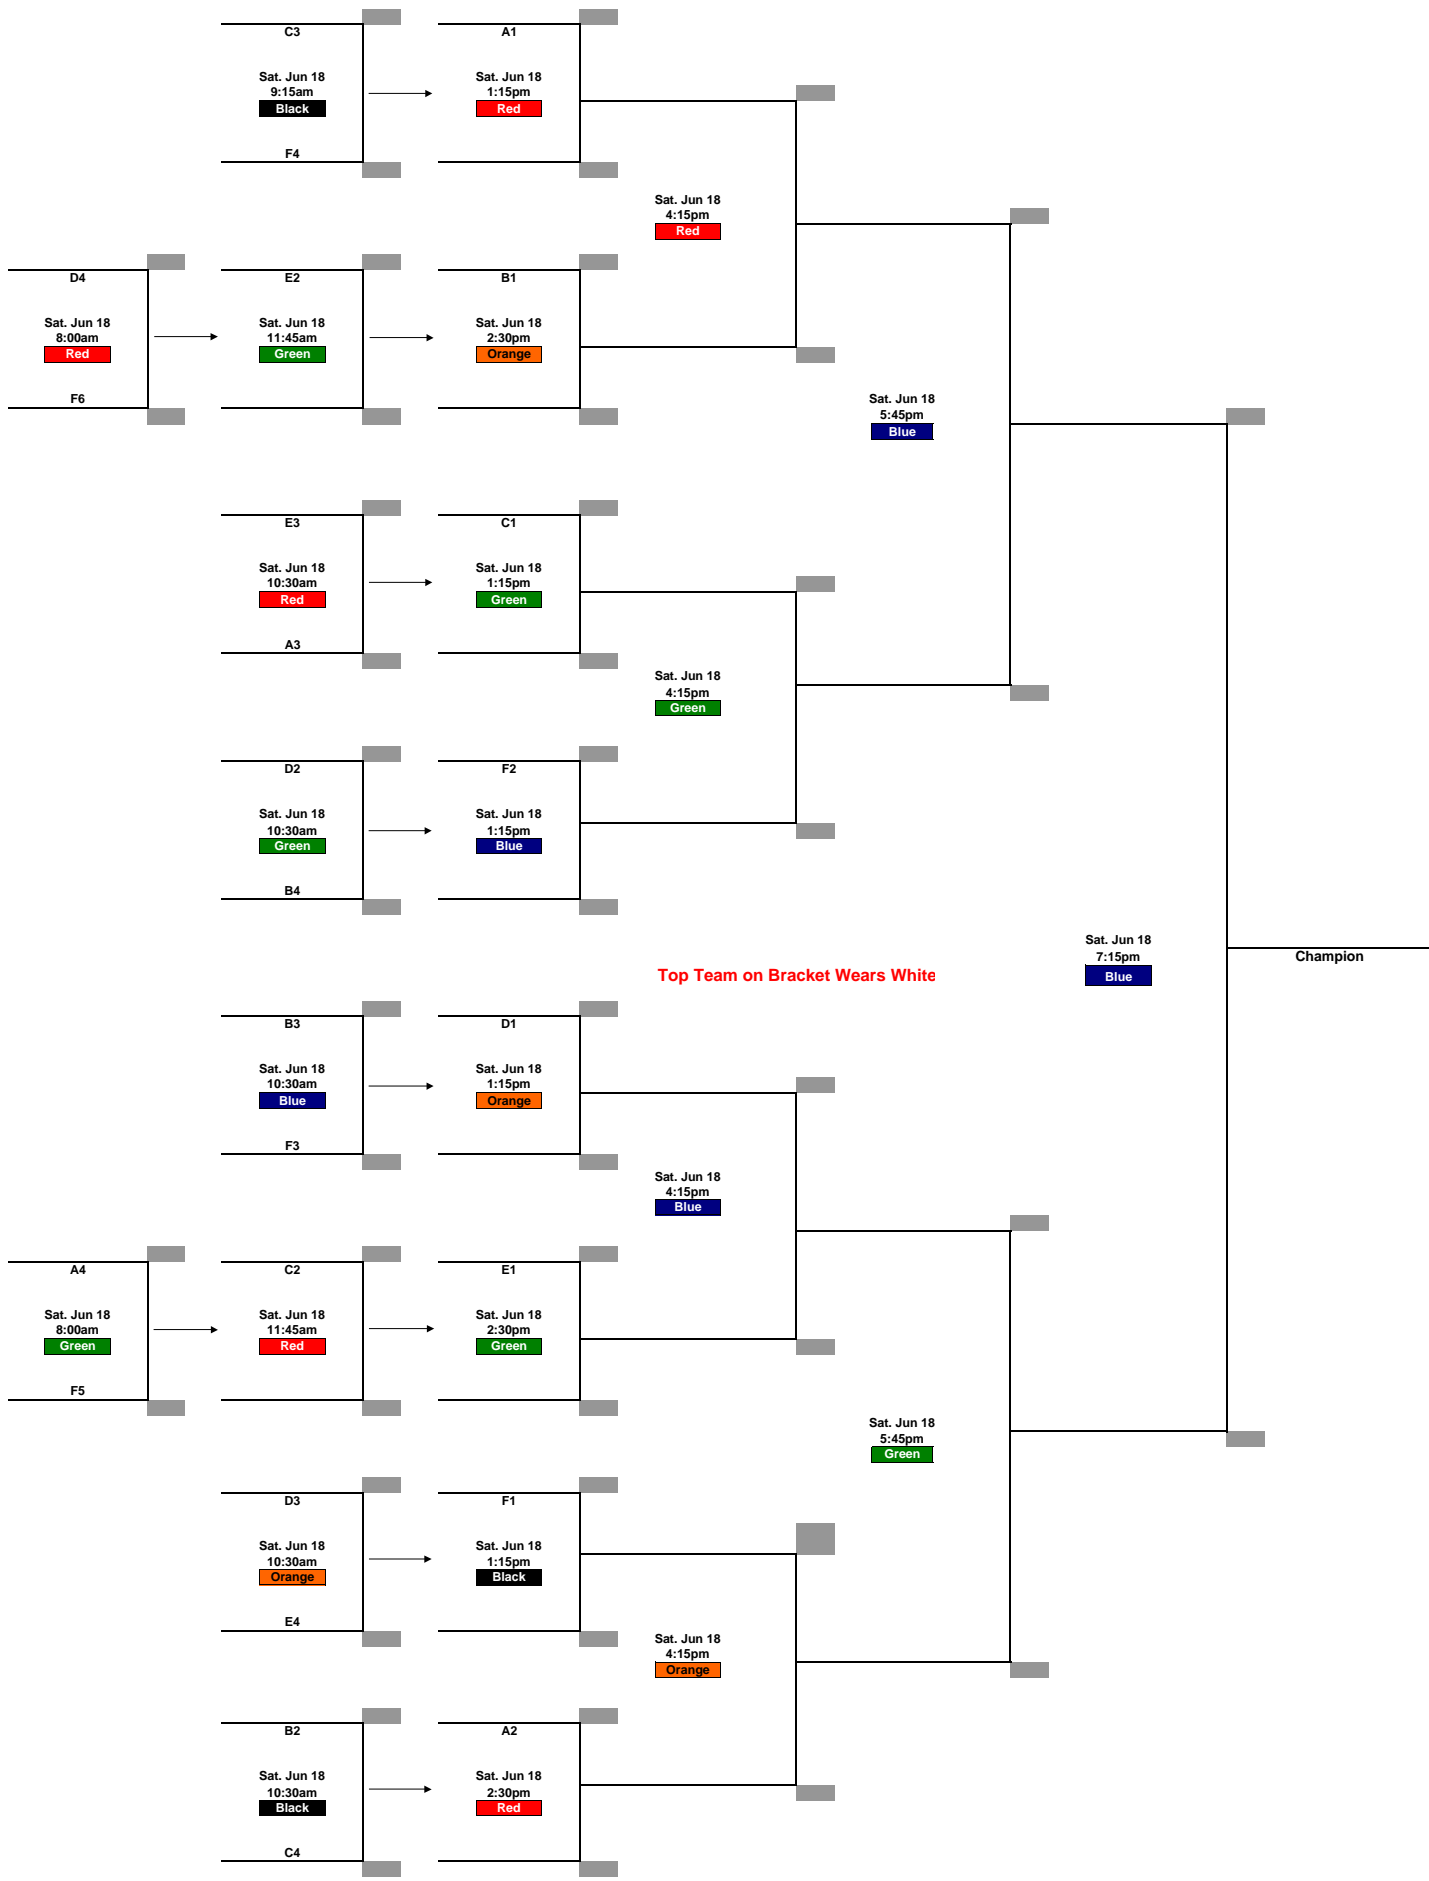 C3
Sat. Jun 18
9:15am
Black
F4
A1
Sat. Jun 18
1:15pm
Red
Sat. Jun 18
4:15pm
Red
D4
Sat. Jun 18
8:00am
Red
F6
E2
Sat. Jun 18
11:45am
Green
B1
Sat. Jun 18
2:30pm
Orange
Sat. Jun 18
5:45pm
Blue
E3
Sat. Jun 18
10:30am
Red
A3
C1
Sat. Jun 18
1:15pm
Green
Sat. Jun 18
4:15pm
Green
D2
Sat. Jun 18
10:30am
Green
B4
F2
Sat. Jun 18
1:15pm
Blue
Sat. Jun 18
7:15pm
Blue
Champion
Top Team on Bracket Wears White
B3
Sat. Jun 18
10:30am
Blue
F3
D1
Sat. Jun 18
1:15pm
Orange
Sat. Jun 18
4:15pm
Blue
A4
Sat. Jun 18
8:00am
Green
F5
C2
Sat. Jun 18
11:45am
Red
E1
Sat. Jun 18
2:30pm
Green
Sat. Jun 18
5:45pm
Green
D3
Sat. Jun 18
10:30am
Orange
E4
F1
Sat. Jun 18
1:15pm
Black
Sat. Jun 18
4:15pm
Orange
B2
Sat. Jun 18
10:30am
Black
C4
A2
Sat. Jun 18
2:30pm
Red